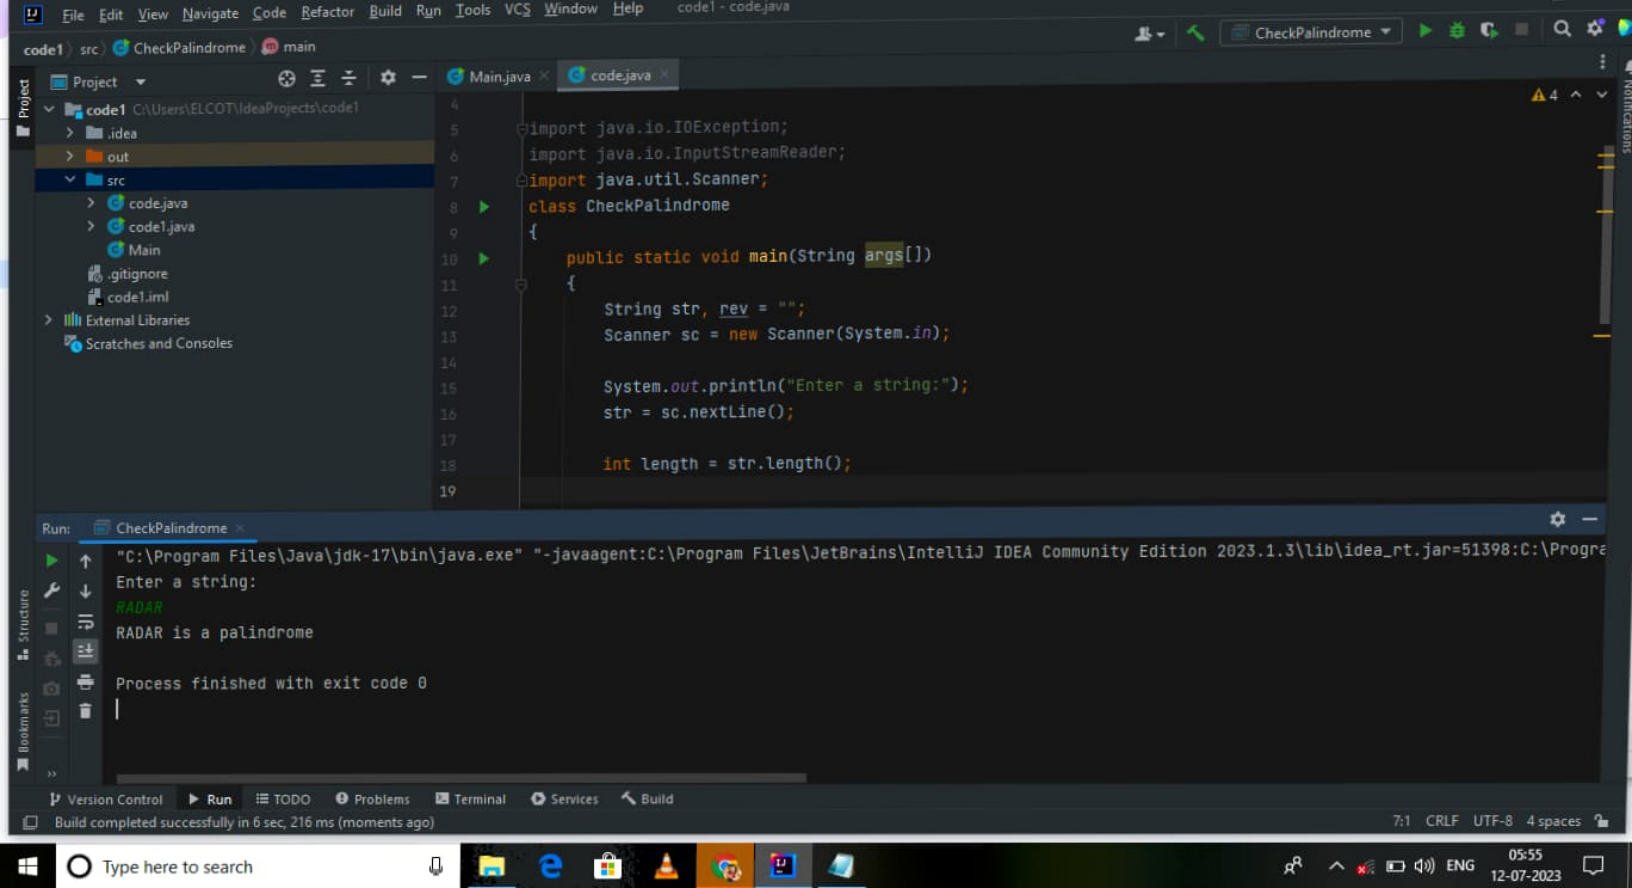 File Edit View Navigate Code Refactor Build Run Tools VCS Window Help code1 - code.java
code1 src CheckPalindrome main
CheckPalindrome
Project
Main.java code.java
code1 C:\Users\ELCOT\IdeaProjects\code1
.idea
out
src
code.java
code1.java
Main
.gitignore
code1.iml
External Libraries
Scratches and Consoles
Project
Structure
Bookmarks
Notifications
4
4
5 import java.io.IOException;
6 import java.io.InputStreamReader;
7 import java.util.Scanner;
8 class CheckPalindrome
9 {
10 public static void main(String args[])
11 {
12 String str, rev = "";
13 Scanner sc = new Scanner(System.in);
14
15 System.out.println("Enter a string:");
16 str = sc.nextLine();
17
18 int length = str.length();
19
Run: CheckPalindrome
"C:\Program Files\Java\jdk-17\bin\java.exe" "-javaagent:C:\Program Files\JetBrains\IntelliJ IDEA Community Edition 2023.1.3\lib\idea_rt.jar=51398:C:\Progra
Enter a string:
RADAR
RADAR is a palindrome
Process finished with exit code 0
Version Control Run TODO Problems Terminal Services Build
Build completed successfully in 6 sec, 216 ms (moments ago)
7:1 CRLF UTF-8 4 spaces
Type here to search
ENG
05:55
12-07-2023